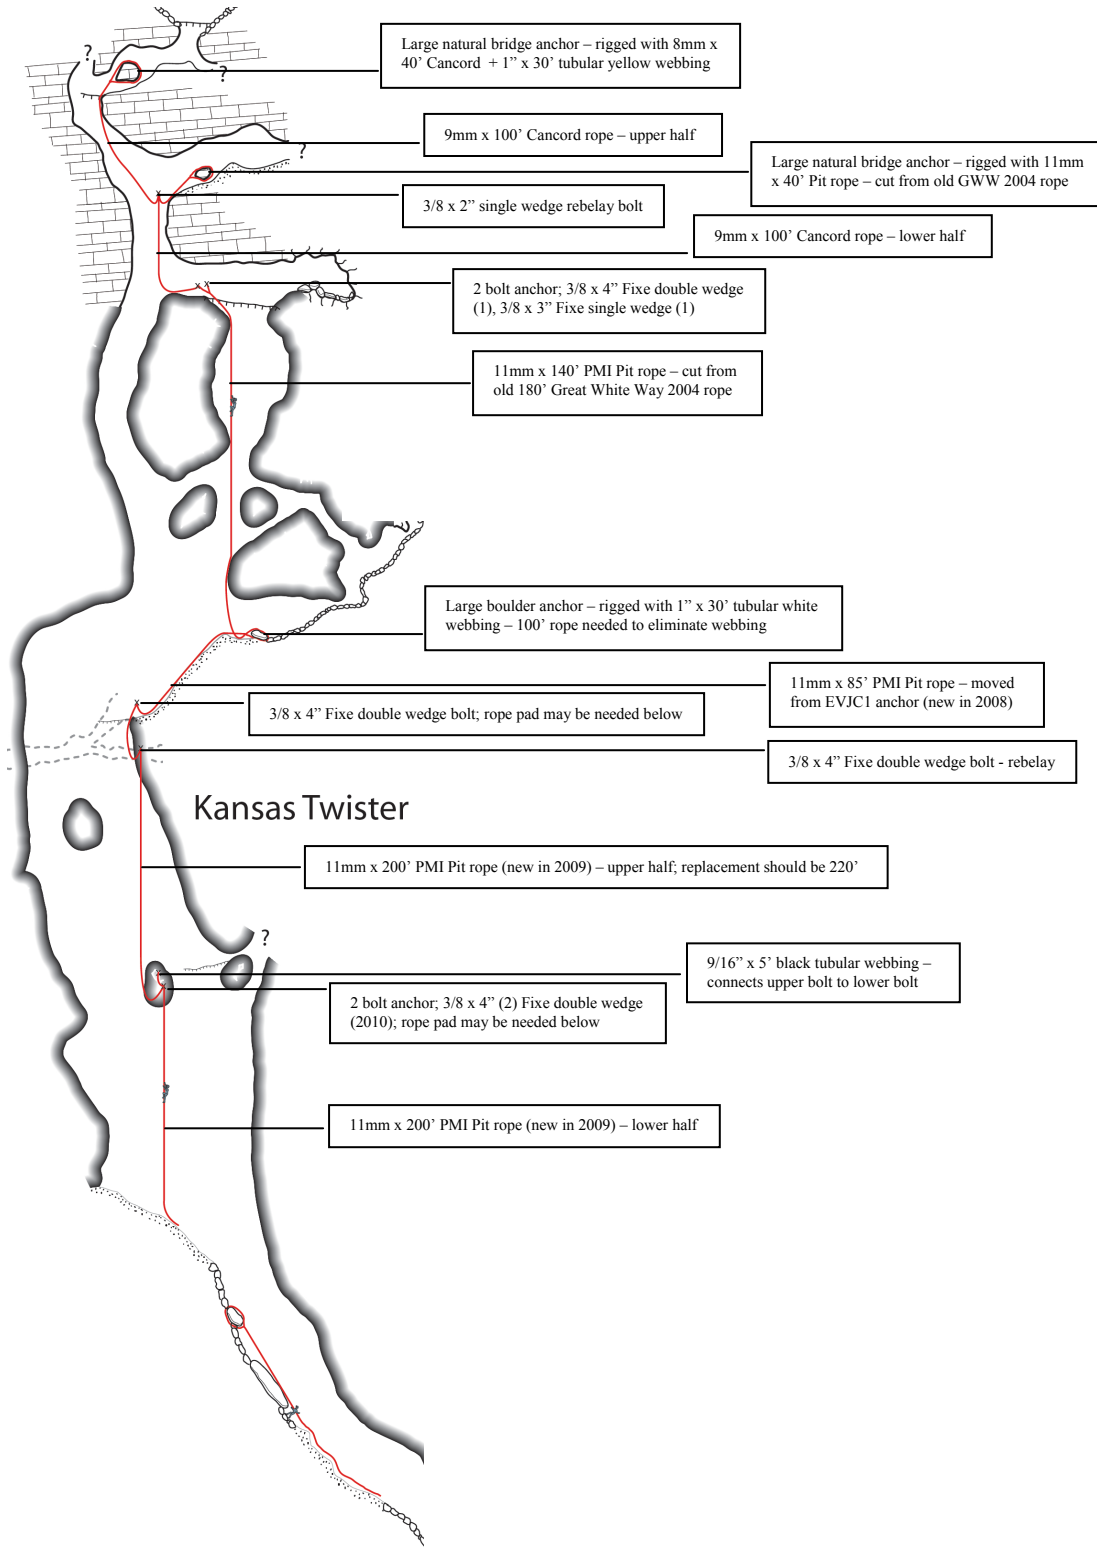 ?
Large natural bridge anchor – rigged with 8mm x
40’ Cancord + 1” x 30’ tubular yellow webbing
?
9mm x 100’ Cancord rope – upper half
?
Large natural bridge anchor – rigged with 11mm
x 40’ Pit rope – cut from old GWW 2004 rope
x
3/8 x 2” single wedge rebelay bolt
9mm x 100’ Cancord rope – lower half
x x
2 bolt anchor; 3/8 x 4” Fixe double wedge
(1), 3/8 x 3” Fixe single wedge (1)
11mm x 140’ PMI Pit rope – cut from
old 180’ Great White Way 2004 rope
Large boulder anchor – rigged with 1” x 30’ tubular white
webbing – 100’ rope needed to eliminate webbing
11mm x 85’ PMI Pit rope – moved
from EVJC1 anchor (new in 2008)
x
3/8 x 4” Fixe double wedge bolt; rope pad may be needed below
x
3/8 x 4” Fixe double wedge bolt - rebelay
Kansas Twister
11mm x 200’ PMI Pit rope (new in 2009) – upper half; replacement should be 220’
?
9/16” x 5’ black tubular webbing –
connects upper bolt to lower bolt
x
x
2 bolt anchor; 3/8 x 4” (2) Fixe double wedge
(2010); rope pad may be needed below
11mm x 200’ PMI Pit rope (new in 2009) – lower half